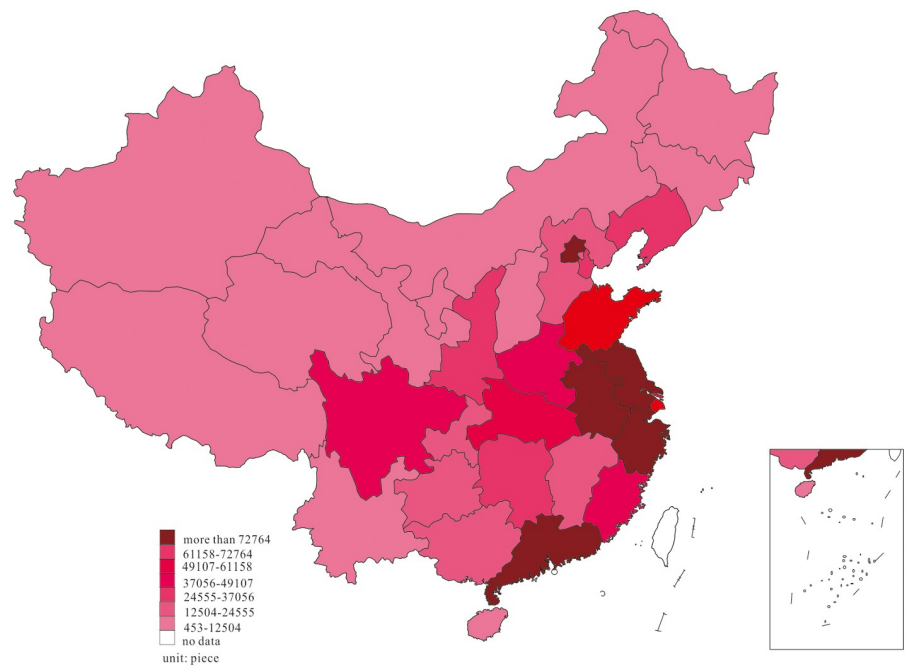 more than 72764
61158-72764
49107-61158
37056-49107
24555-37056
12504-24555
453-12504
no data
unit: piece